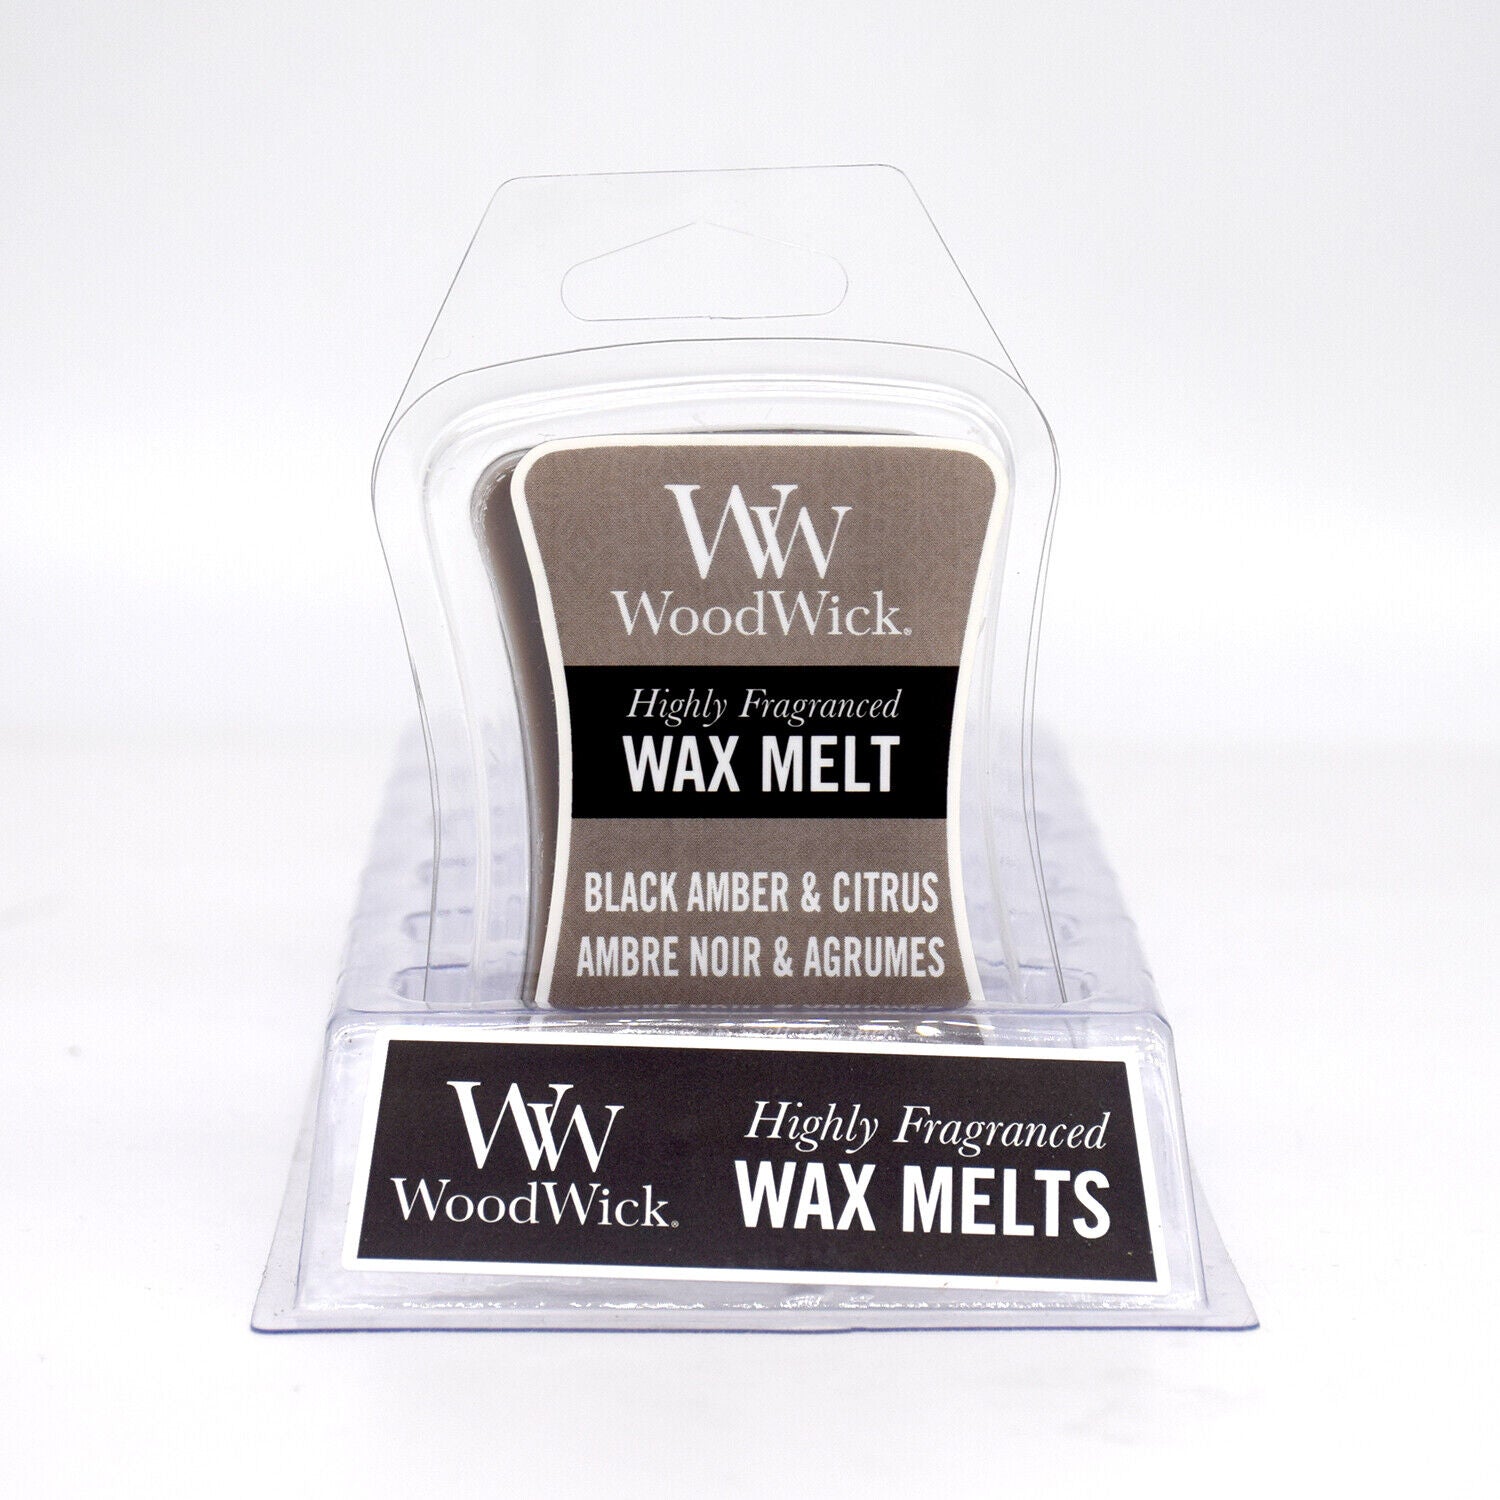 WW
WoodWick®
Highly Fragranced
WAX MELT
BLACK AMBER & CITRUS
AMBRE NOIR & AGRUMES
WW
WoodWick®
Highly Fragranced
WAX MELTS